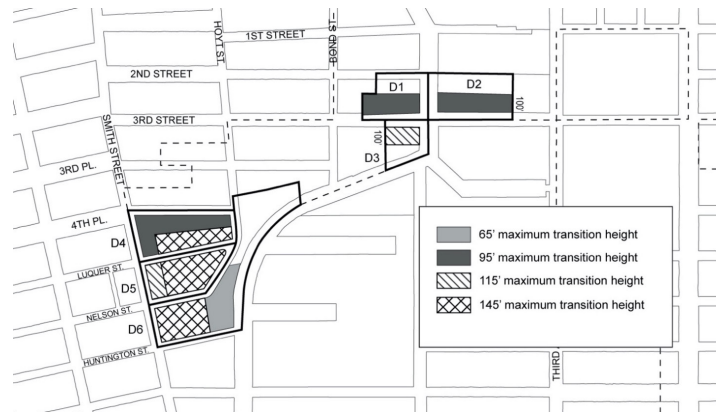 HOYT ST.
BOND ST.
1ST STREET
2ND STREET
3RD STREET
SMITH STREET
3RD PL.
4TH PL.
LUQUER ST.
NELSON ST.
HUNTINGTON ST.
D1
D2
100'
100'
D3
D4
D5
D6
65' maximum transition height
95' maximum transition height
115' maximum transition height
145' maximum transition height
THIRD